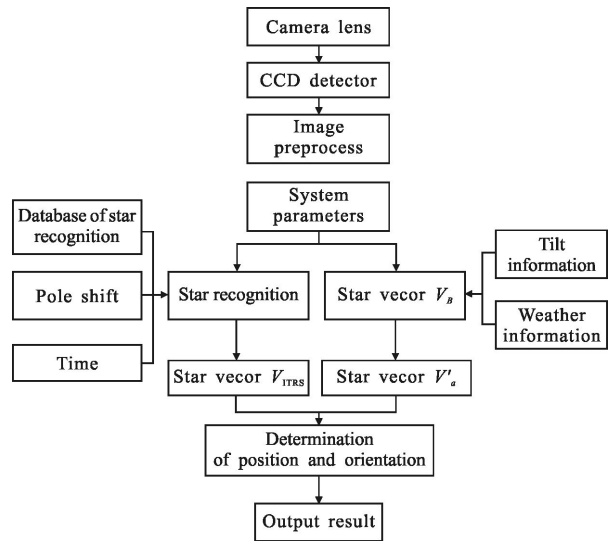 Camera lens
CCD detector
Image
preprocess
System
parameters
Database of star
recognition
Pole shift
Time
Star recognition
Star vecor V_B
Tilt
information
Weather
information
Star vecor V_ITRS
Star vecor V'_a
Determination
of position and orientation
Output result